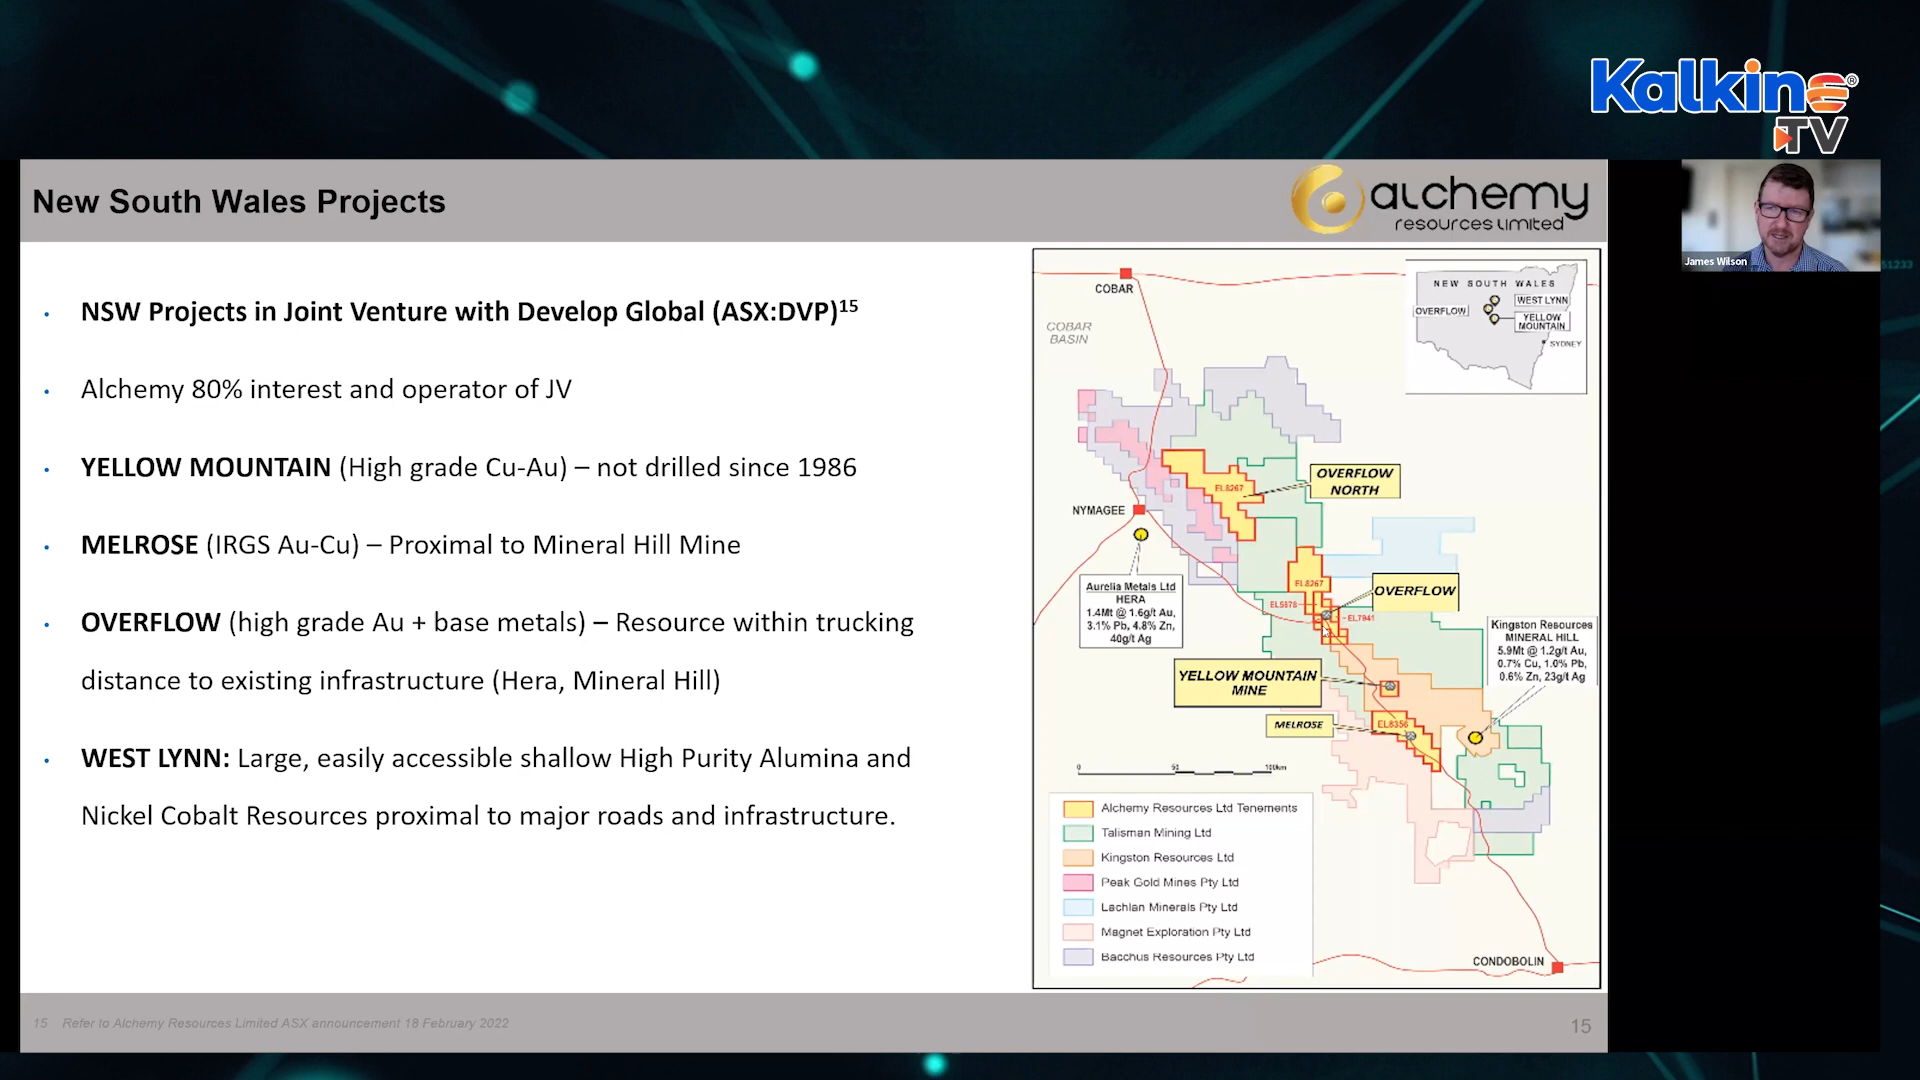 Kalkine®
TV
New South Wales Projects
alchemy
resources limited
James Wilson
51233
• NSW Projects in Joint Venture with Develop Global (ASX:DVP)15
• Alchemy 80% interest and operator of JV
• YELLOW MOUNTAIN (High grade Cu-Au) – not drilled since 1986
• MELROSE (IRGS Au-Cu) – Proximal to Mineral Hill Mine
• OVERFLOW (high grade Au + base metals) – Resource within trucking
distance to existing infrastructure (Hera, Mineral Hill)
• WEST LYNN: Large, easily accessible shallow High Purity Alumina and
Nickel Cobalt Resources proximal to major roads and infrastructure.
COBAR
COBAR
BASIN
NEW SOUTH WALES
WEST LYNN
OVERFLOW
YELLOW
MOUNTAIN
SYDNEY
OVERFLOW
NORTH
EL8267
NYMAGEE
EL8267
OVERFLOW
EL5878
EL7941
Aurelia Metals Ltd
HERA
1.4Mt @ 1.6g/t Au,
3.1% Pb, 4.8% Zn,
40g/t Ag
Kingston Resources
MINERAL HILL
5.9Mt @ 1.2g/t Au,
0.7% Cu, 1.0% Pb,
0.6% Zn, 23g/t Ag
YELLOW MOUNTAIN
MINE
MELROSE
EL8356
0 50 100km
Alchemy Resources Ltd Tenements
Talisman Mining Ltd
Kingston Resources Ltd
Peak Gold Mines Pty Ltd
Lachlan Minerals Pty Ltd
Magnet Exploration Pty Ltd
Bacchus Resources Pty Ltd
CONDOBOLIN
15 Refer to Alchemy Resources Limited ASX announcement 18 February 2022
15